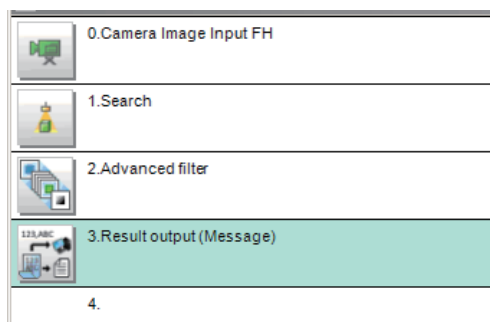 0.Camera Image Input FH
1.Search
2.Advanced filter
123,ABC
3.Result output (Message)
4.